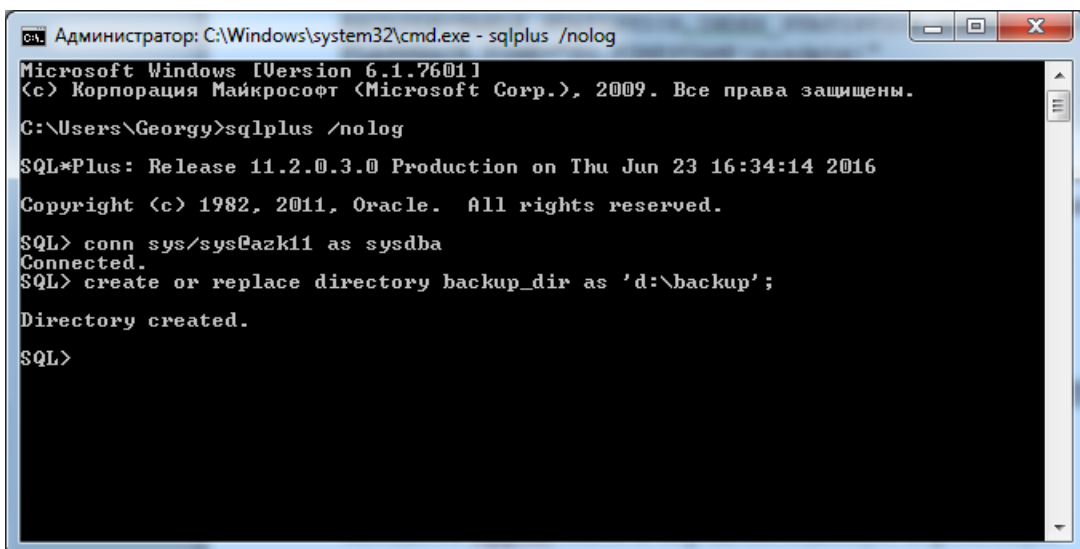 Администратор: C:\Windows\system32\cmd.exe - sqlplus /nolog
Microsoft Windows [Version 6.1.7601]
(c) Корпорация Майкрософт (Microsoft Corp.), 2009. Все права защищены.
C:\Users\Georgy>sqlplus /nolog
SQL*Plus: Release 11.2.0.3.0 Production on Thu Jun 23 16:34:14 2016
Copyright (c) 1982, 2011, Oracle.  All rights reserved.
SQL> conn sys/sys@azk11 as sysdba
Connected.
SQL> create or replace directory backup_dir as 'd:\backup';
Directory created.
SQL>